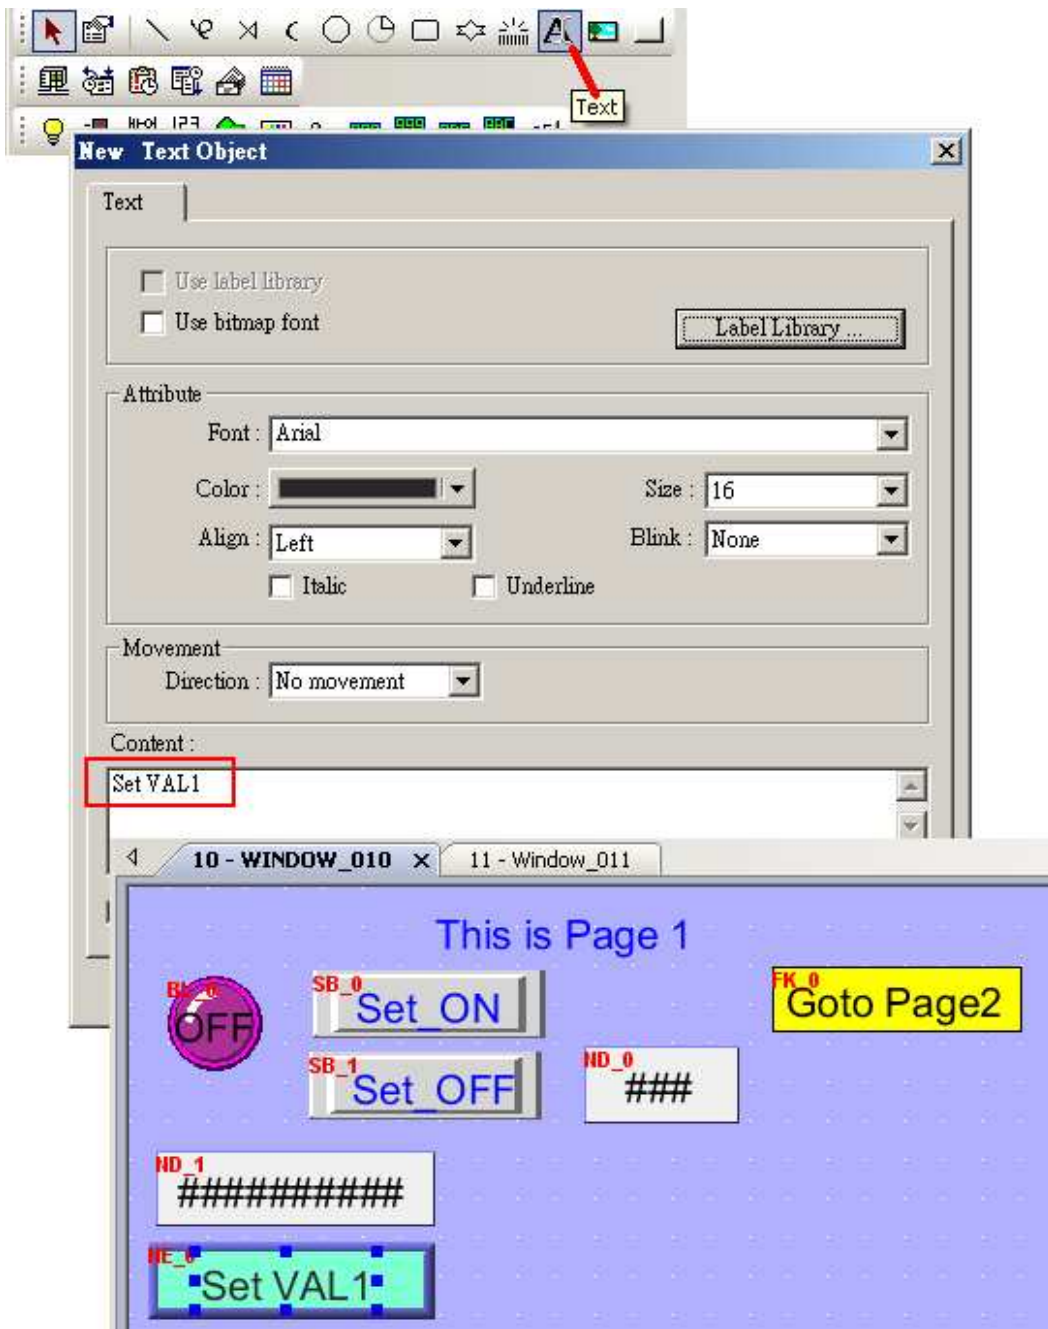 Text
New Text Object
Text
Use label library
Use bitmap font
Label Library ...
Attribute
Font : Arial
Color :
Size : 16
Align : Left
Blink : None
Italic
Underline
Movement
Direction : No movement
Content :
Set VAL1
10 - WINDOW_010
11 - Window_011
This is Page 1
OFF
SB_0
Set_ON
FK_0
Goto Page2
SB_1
Set_OFF
ND_0
###
ND_1
##########
NE_0
Set VAL1